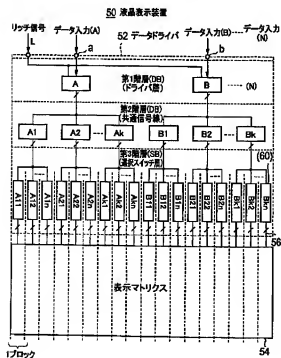 50 液晶表示装置
リッチ信号 データ入力(A) 52 データドライバ データ入力(B)‥‥データ入力(N)
L a b
A 第1階層(DB) (ドライバ層) B ‥‥(N)
第2階層(DB) (共通信号線)
A1 A2 Ak B1 B2 Bk
第3階層(SB) (選択スイッチ層) (60)
A11 A12 A1n A21 A22 A2n Ak1 Ak2 Akn B11 B12 B1n B21 B22 B2n Bk1 Bk2 Bkn
56
表示マトリクス
1ブロック 54